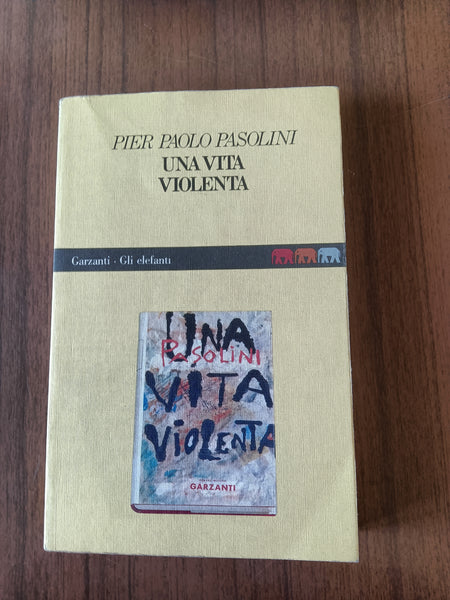 PIER PAOLO PASOLINI
UNA VITA
VIOLENTA
Garzanti · Gli elefanti
UNA
PASOLINI
VITA
VIOLENTA
GARZANTI